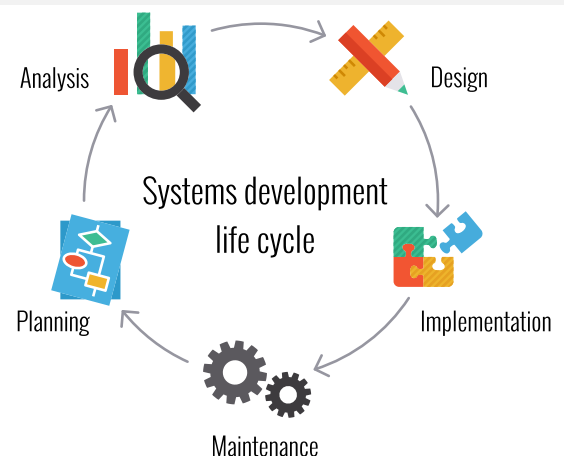 Analysis
Design
Systems development
life cycle
Planning
Implementation
Maintenance